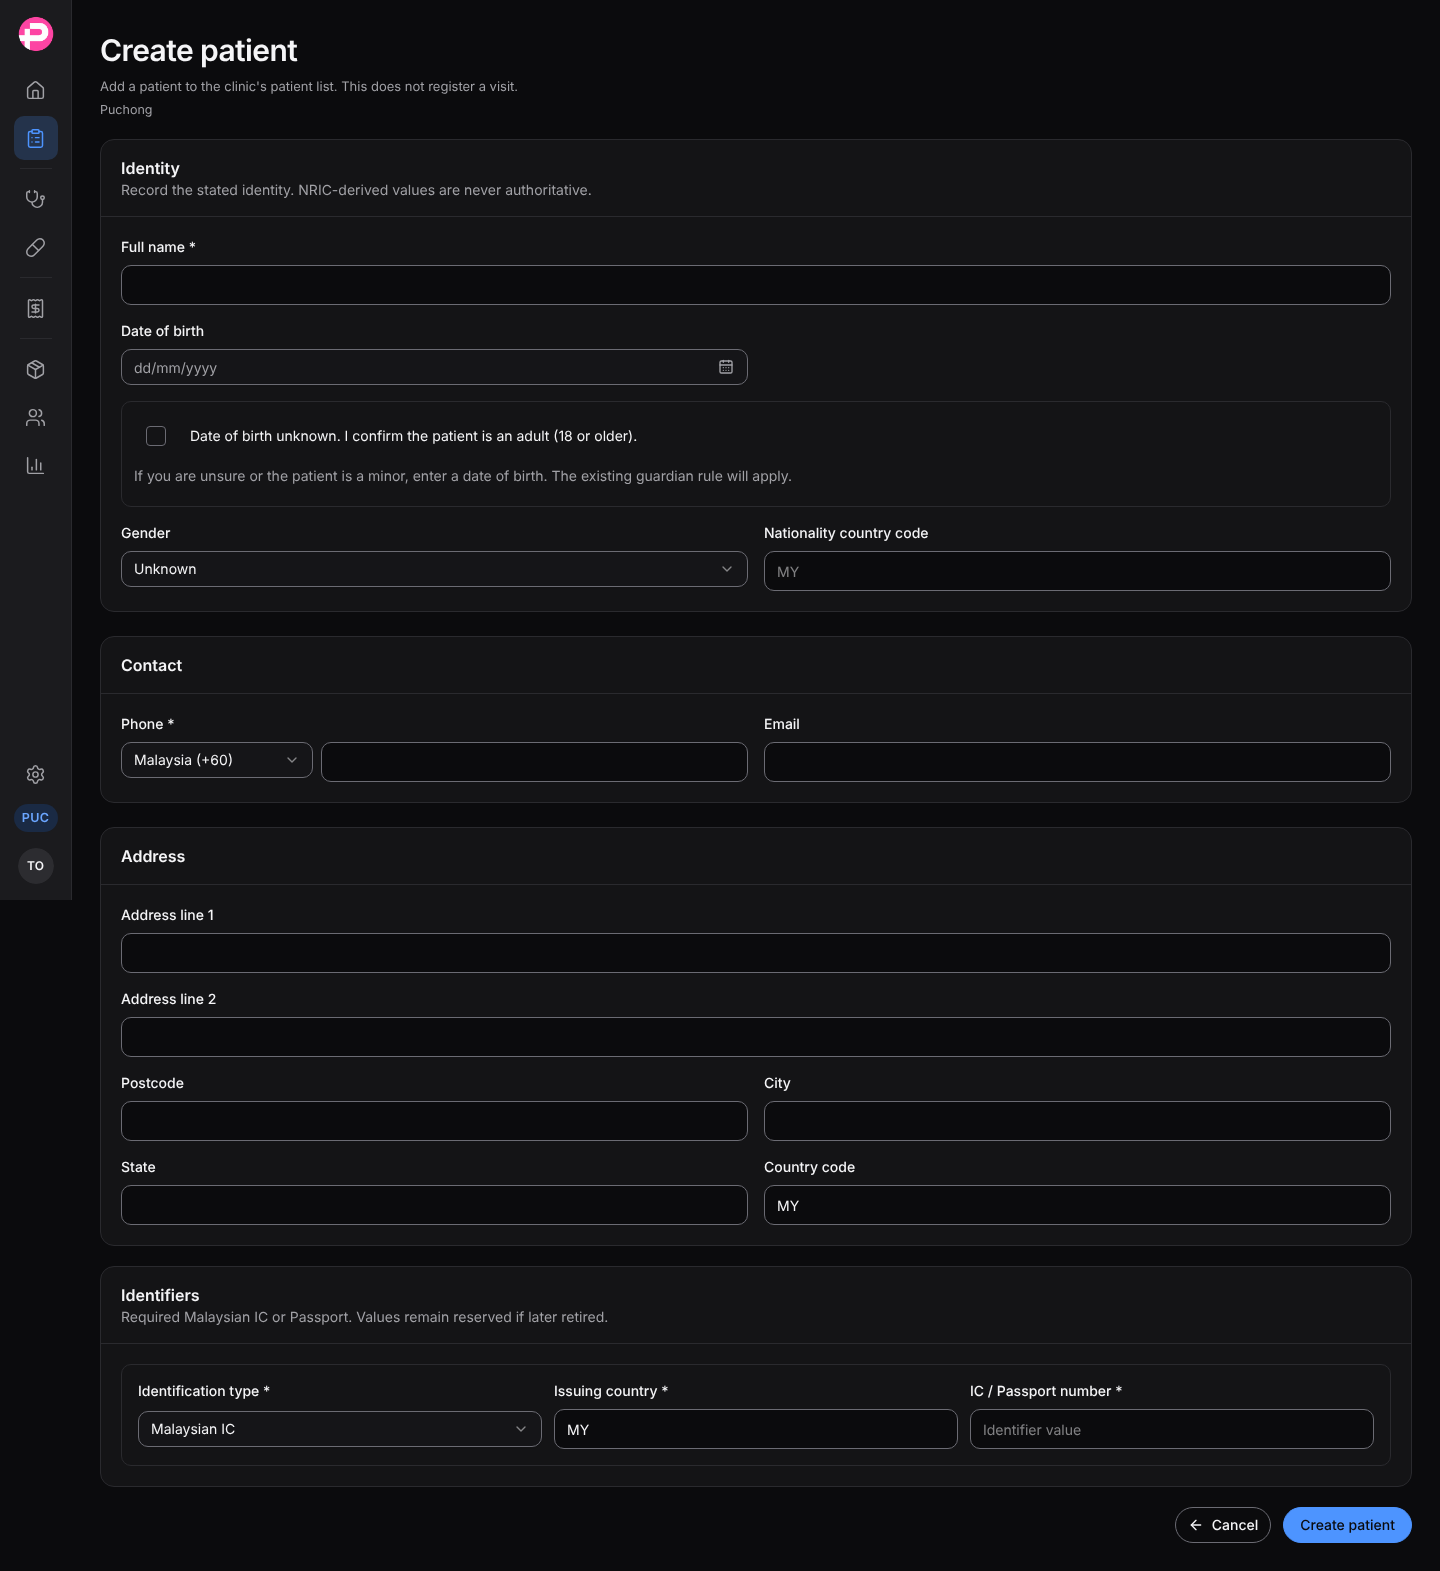 Create patient
Add a patient to the clinic's patient list. This does not register a visit.
Puchong
Identity
Record the stated identity. NRIC-derived values are never authoritative.
Full name *
Date of birth
dd/mm/yyyy
Date of birth unknown. I confirm the patient is an adult (18 or older).
If you are unsure or the patient is a minor, enter a date of birth. The existing guardian rule will apply.
Gender
Nationality country code
Unknown
MY
Contact
Phone *
Email
Malaysia (+60)
PUC
TO
Address
Address line 1
Address line 2
Postcode
City
State
Country code
MY
Identifiers
Required Malaysian IC or Passport. Values remain reserved if later retired.
Identification type *
Issuing country *
IC / Passport number *
Malaysian IC
MY
Identifier value
Cancel
Create patient